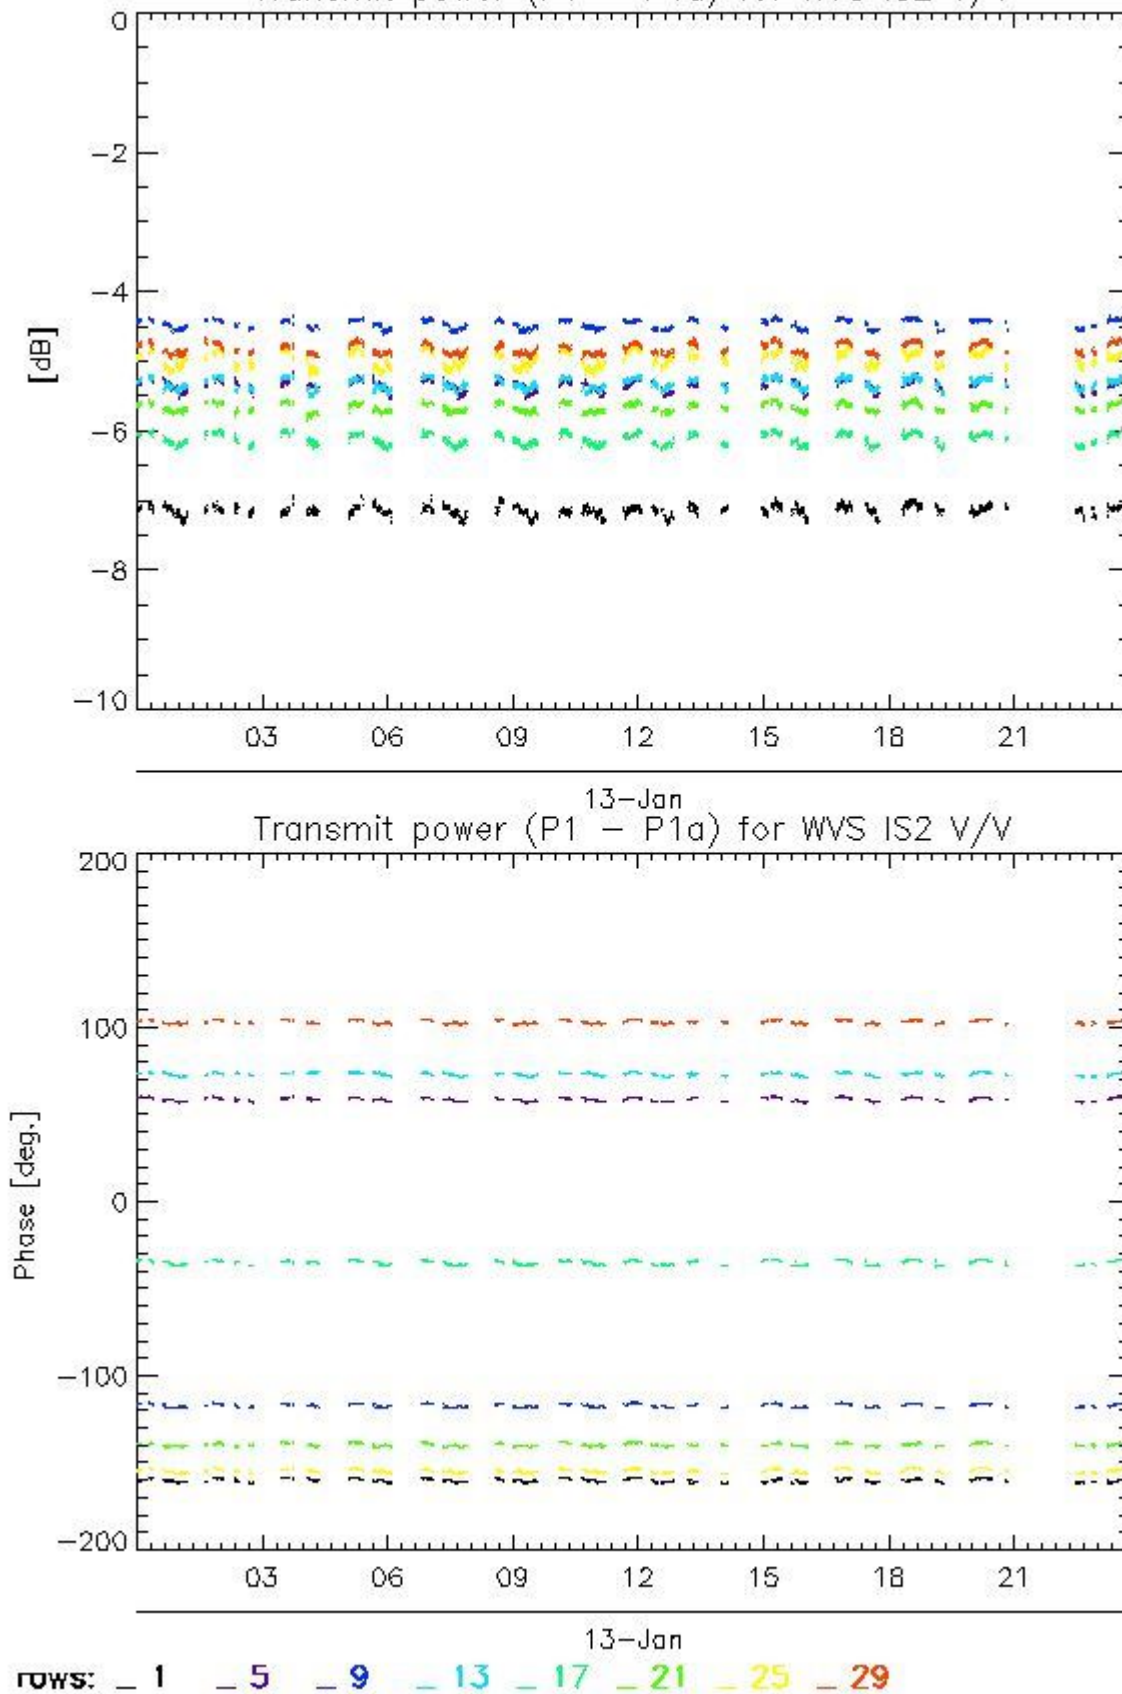 0
-2
-4
[dB]
-6
-8
-10
03 06 09 12 15 18 21
13-Jan
Transmit power (P1 - P1a) for WVS IS2 V/V
200
100
Phase [deg.]
0
-100
-200
03 06 09 12 15 18 21
13-Jan
rows: _ 1 _ 5 _ 9 _ 13 _ 17 _ 21 _ 25 _ 29